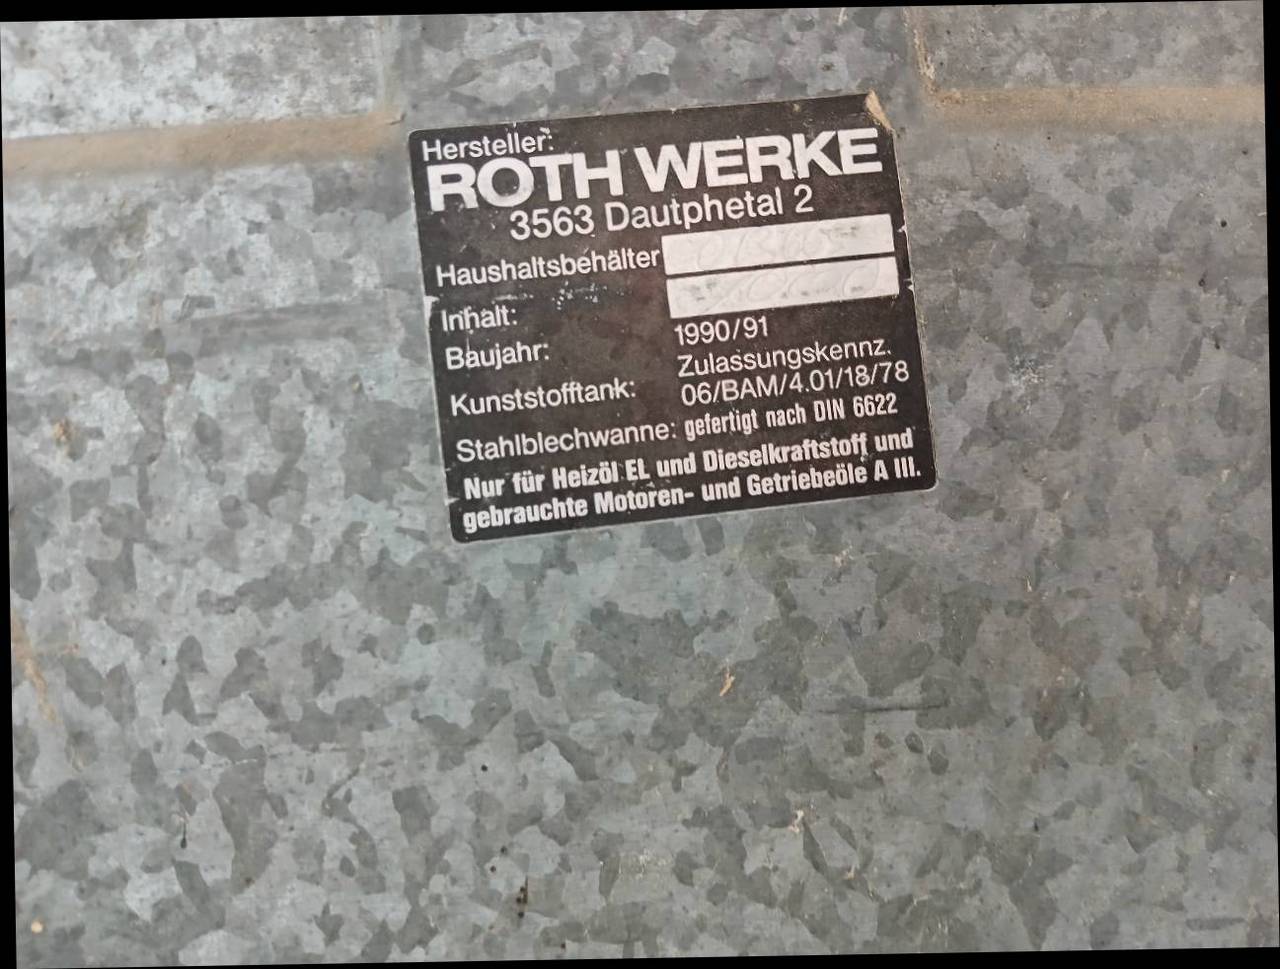 Hersteller:
ROTH WERKE
3563 Dautphetal 2
Haushaltsbehälter
Inhalt:
Baujahr: 1990/91
Kunststofftank: Zulassungskennz.
06/BAM/4.01/18/78
Stahlblechwanne: gefertigt nach DIN 6622
Nur für Heizöl EL und Dieselkraftstoff und
gebrauchte Motoren- und Getriebeöle A III.